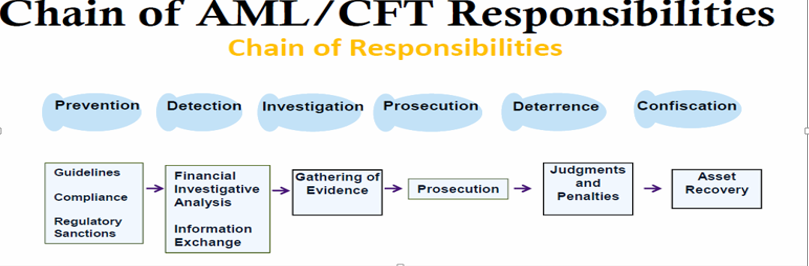 Chain of AML/CFT Responsibilities
Chain of Responsibilities
Prevention
Detection
Investigation
Prosecution
Deterrence
Confiscation
Guidelines
Compliance
Regulatory
Sanctions
Financial
Investigative
Analysis
Information
Exchange
Gathering of
Evidence
Prosecution
Judgments
and
Penalties
Asset
Recovery